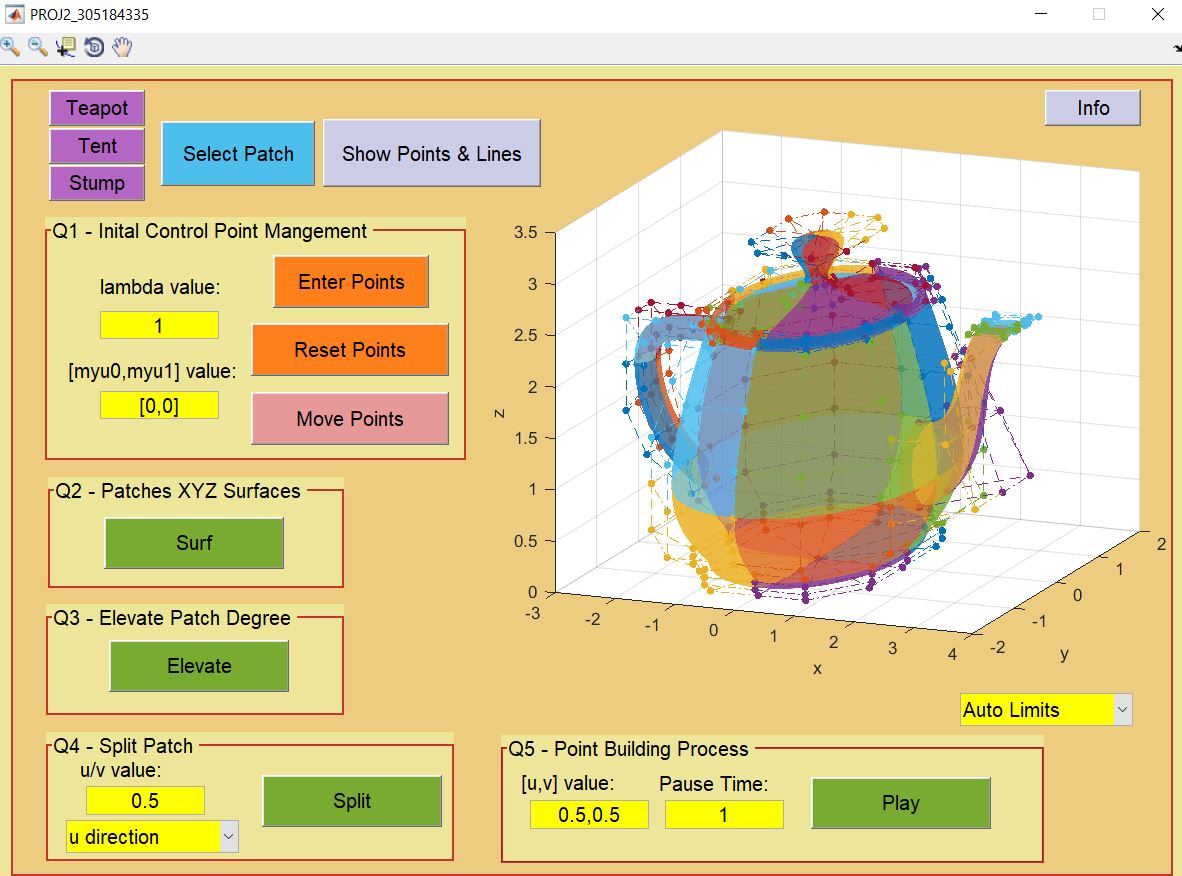 PROJ2_305184335
Teapot
Tent
Stump
Select Patch
Show Points & Lines
Info
Q1 - Inital Control Point Mangement
lambda value:
1
[myu0,myu1] value:
[0,0]
Enter Points
Reset Points
Move Points
Q2 - Patches XYZ Surfaces
Surf
Q3 - Elevate Patch Degree
Elevate
Q4 - Split Patch
u/v value:
0.5
u direction
Split
3.5
3
2.5
2
1.5
1
0.5
0
z
-3
-2
-1
0
1
2
3
4
x
-2
-1
0
1
2
y
Auto Limits
Q5 - Point Building Process
[u,v] value:
0.5,0.5
Pause Time:
1
Play